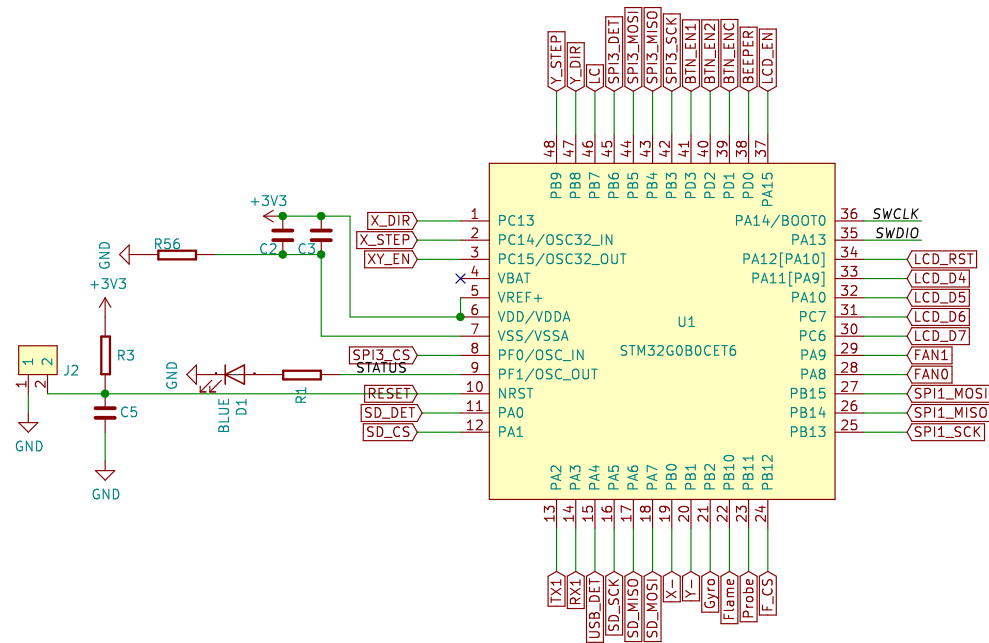 Y_STEP
Y_DIR
LC
SPI3_DET
SPI3_MOSI
SPI3_MISO
SPI3_SCK
BTN_EN1
BTN_EN2
BTN_ENC
BEEPER
LCD_EN
48
47
46
45
44
43
42
41
40
39
38
37
PB9
PB8
PB7
PB6
PB5
PB4
PB3
PD3
PD2
PD1
PD0
PA15
X_DIR
1
PC13
X_STEP
2
PC14/OSC32_IN
XY_EN
3
PC15/OSC32_OUT
4
VBAT
5
VREF+
6
VDD/VDDA
7
VSS/VSSA
SPI3_CS
8
PF0/OSC_IN
STATUS
9
PF1/OSC_OUT
RESET
10
NRST
SD_DET
11
PA0
SD_CS
12
PA1
PA14/BOOT0
36
SWCLK
PA13
35
SWDIO
PA12[PA10]
34
LCD_RST
PA11[PA9]
33
LCD_D4
PA10
32
LCD_D5
PC7
31
LCD_D6
PC6
30
LCD_D7
PA9
29
FAN1
PA8
28
FAN0
PB15
27
SPI1_MOSI
PB14
26
SPI1_MISO
PB13
25
SPI1_SCK
U1
STM32G0B0CET6
+3V3
C2
C3
GND
R56
+3V3
R3
J2
1
2
1
2
GND
C5
GND
GND
BLUE
D1
R1
PA2
PA3
PA4
PA5
PA6
PA7
PB0
PB1
PB2
PB10
PB11
PB12
13
14
15
16
17
18
19
20
21
22
23
24
TX1
RX1
USB_DET
SD_SCK
SD_MISO
SD_MOSI
X-
Y-
Gyro
Flame
Probe
F_CS